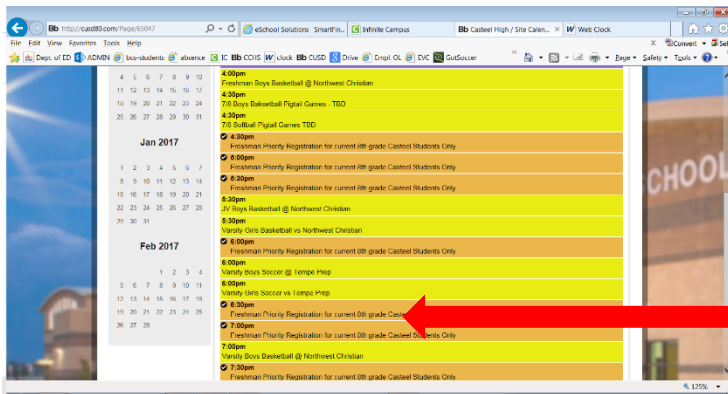 Bb http://cusd80.com/Page/65047
eSchool Solutions SmartFin...
Infinite Campus
Bb Casteel High / Site Calen...
W Web Clock
File Edit View Favorites Tools Help
Convert
Dept. of ED ADMIN bus-students absence IC Bb CCHS W Bb CUSD Drive Empl. OL EVC GotSoccer
Page Safety Tools
4 5 6 7 8 9 10
11 12 13 14 15 16 17
18 19 20 21 22 23 24
25 26 27 28 29 30 31
Jan 2017
1 2 3 4 5 6 7
8 9 10 11 12 13 14
15 16 17 18 19 20 21
22 23 24 25 26 27 28
29 30 31
Feb 2017
1 2 3 4
5 6 7 8 9 10 11
12 13 14 15 16 17 18
19 20 21 22 23 24 25
26 27 28
4:00pm
Freshman Boys Basketball @ Northwest Christian
4:30pm
7/8 Boys Baksetball Pigtail Games - TBD
4:30pm
7/8 Softball Pigtail Games TBD
4:30pm
Freshman Priority Registration for current 8th grade Casteel Students Only
5:00pm
Freshman Priority Registration for current 8th grade Casteel Students Only
5:30pm
Freshman Priority Registration for current 8th grade Casteel Students Only
5:30pm
JV Boys Basketball @ Northwest Christian
5:30pm
Varsity Girls Basketball vs Northwest Christian
6:00pm
Freshman Priority Registration for current 8th grade Casteel Students Only
6:00pm
Varsity Boys Soccer @ Tempe Prep
6:00pm
Varsity Girls Soccer vs Tempe Prep
6:30pm
Freshman Priority Registration for current 8th grade
7:00pm
Freshman Priority Registration for current 8th grade Casteel Students Only
7:00pm
Varsity Boys Basketball @ Northwest Christian
7:30pm
Freshman Priority Registration for current 8th grade Casteel Students Only
CHOOL
125%